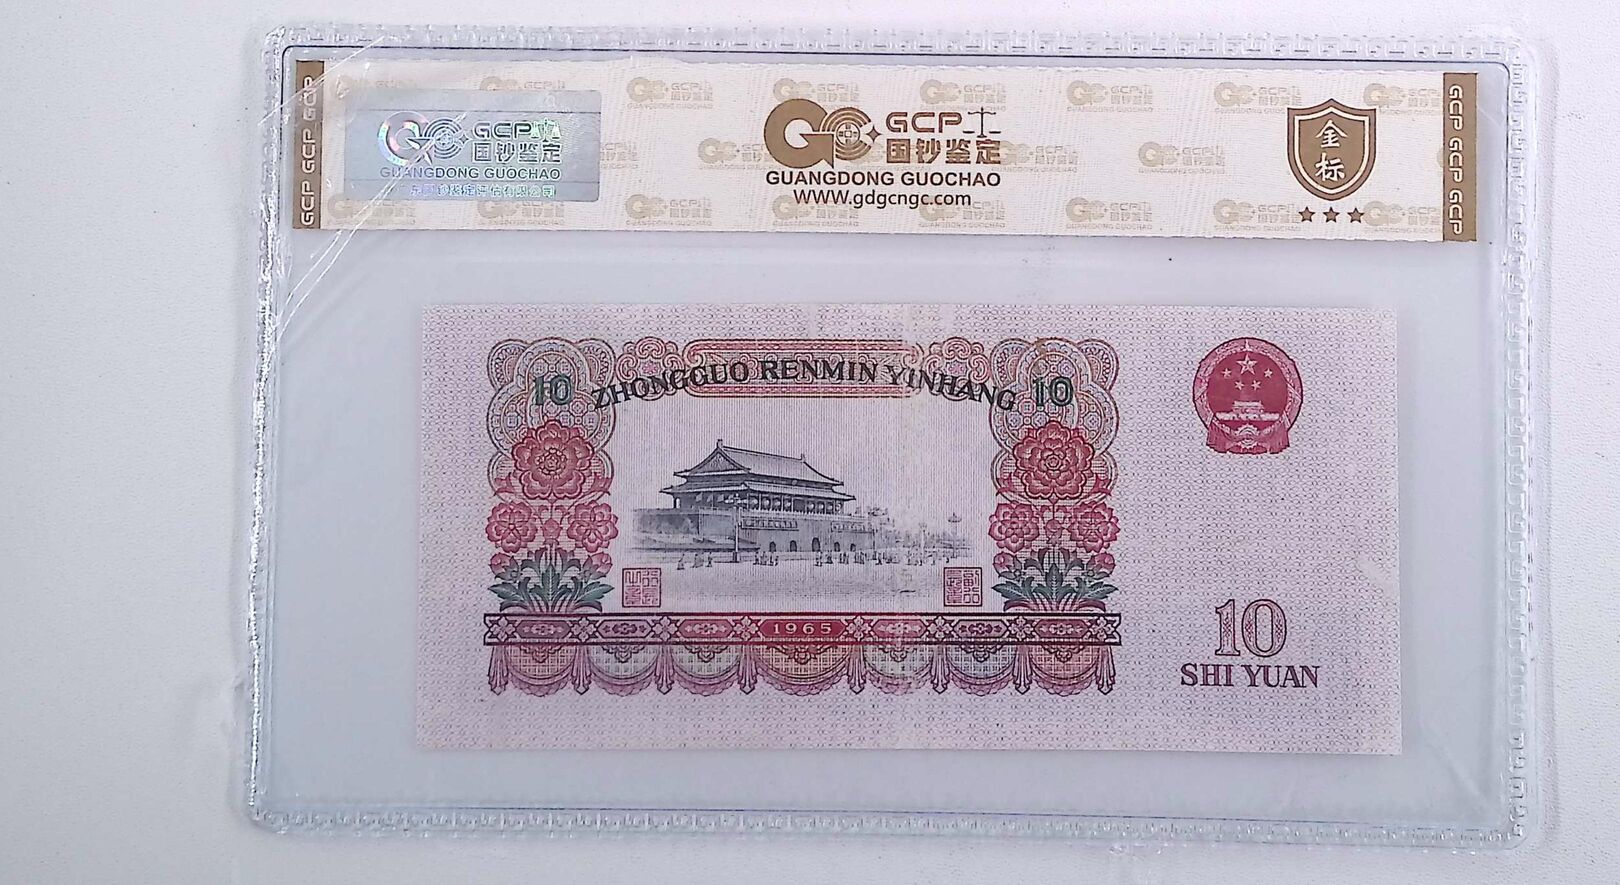 GCP GCP GCP
GCP
国钞鉴定
GUANGDONG GUOCHAO
GCP
国钞鉴定
GUANGDONG GUOCHAO
WWW.gdgcngc.com
金标
GCP GCP GCP
10 ZHONGGUO RENMIN YINHANG 10
1965
10
SHI YUAN